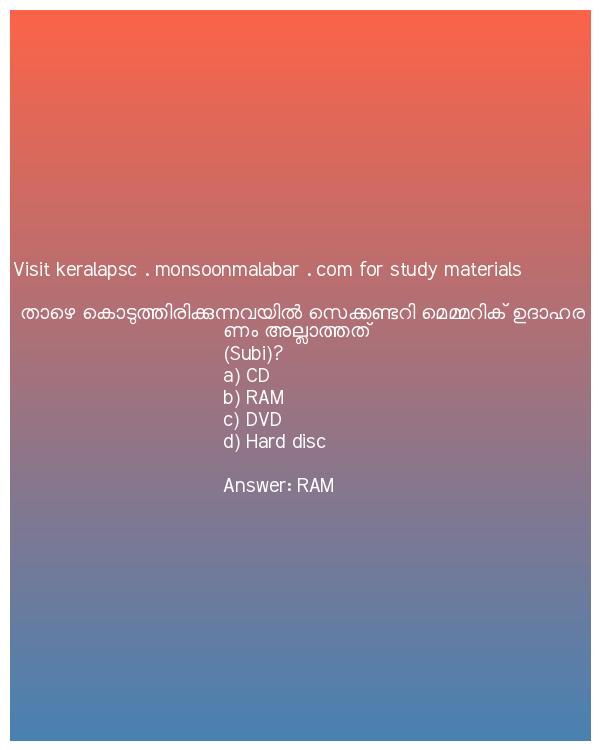 Visit keralapsc . monsoonmalabar . com for study materials
താഴെ കൊടുത്തിരിക്കുന്നവയിൽ സെക്കണ്ടറി മെമ്മറിക് ഉദാഹര
ണം അല്ലാത്തത്
(Subi)?
a) CD
b) RAM
c) DVD
d) Hard disc
Answer: RAM